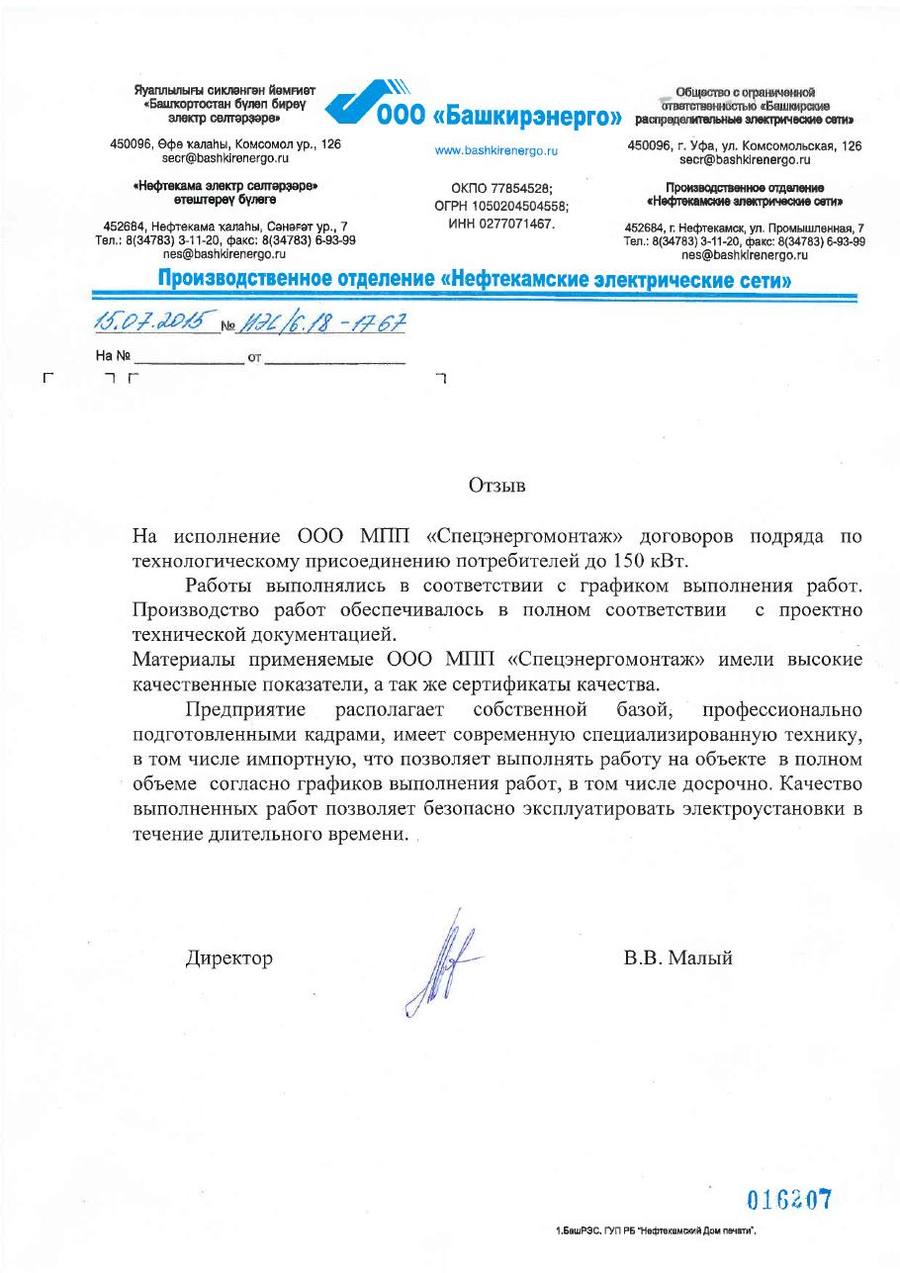 Яуаплылығы сикләнгән йәмғиәт
«Башҡортостан бүлеп биреү
электр селтәрҙәре»
450096, Өфө ҡалаһы, Комсомол ур., 126
secr@bashkirenergo.ru
«Нефтекама электр селтәрҙәре»
етештереү бүлеге
452684, Нефтекама ҡалаһы, Сәнәғәт ур., 7
Тел.: 8(34783) 3-11-20, факс: 8(34783) 6-93-99
nes@bashkirenergo.ru
ООО «Башкирэнерго»
www.bashkirenergo.ru
ОКПО 77854528;
ОГРН 1050204504558;
ИНН 0277071467.
Общество с ограниченной
ответственностью «Башкирские
распределительные электрические сети»
450096, г. Уфа, ул. Комсомольская, 126
secr@bashkirenergo.ru
Производственное отделение
«Нефтекамские электрические сети»
452684, г. Нефтекамск, ул. Промышленная, 7
Тел.: 8(34783) 3-11-20, факс: 8(34783) 6-93-99
nes@bashkirenergo.ru
Производственное отделение «Нефтекамские электрические сети»
15.07.2015 № НЭС/6.18-1767
На № от
Отзыв
На исполнение ООО МПП «Спецэнергомонтаж» договоров подряда по
технологическому присоединению потребителей до 150 кВт.
Работы выполнялись в соответствии с графиком выполнения работ.
Производство работ обеспечивалось в полном соответствии с проектно
технической документацией.
Материалы применяемые ООО МПП «Спецэнергомонтаж» имели высокие
качественные показатели, а так же сертификаты качества.
Предприятие располагает собственной базой, профессионально
подготовленными кадрами, имеет современную специализированную технику,
в том числе импортную, что позволяет выполнять работу на объекте в полном
объеме согласно графиков выполнения работ, в том числе досрочно. Качество
выполненных работ позволяет безопасно эксплуатировать электроустановки в
течение длительного времени.
Директор В.В. Малый
016207
1.БашРЭС. ГУП РБ "Нефтекамский Дом печати".